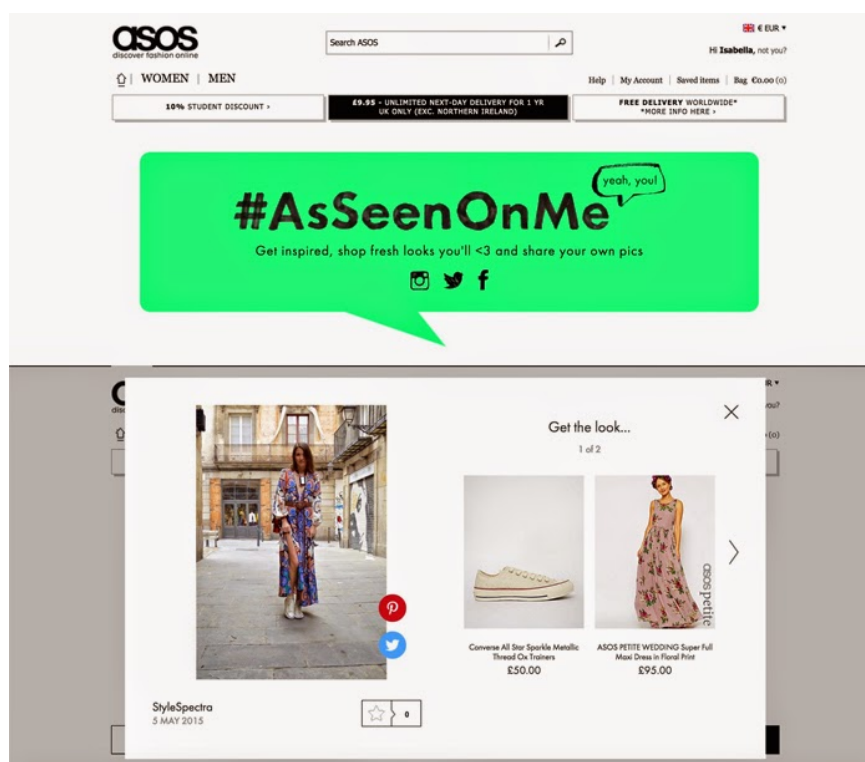 asos
discover fashion online
Search ASOS
€ EUR
Hi Isabella, not you?
WOMEN | MEN
Help | My Account | Saved items | Bag €0.00 (0)
10% STUDENT DISCOUNT ›
£9.95 - UNLIMITED NEXT-DAY DELIVERY FOR 1 YR
UK ONLY (EXC. NORTHERN IRELAND)
FREE DELIVERY WORLDWIDE*
*MORE INFO HERE ›
yeah, you!
#AsSeenOnMe
Get inspired, shop fresh looks you'll <3 and share your own pics
Get the look...
1 of 2
asos petite
Converse All Star Sparkle Metallic
Thread Ox Trainers
£50.00
ASOS PETITE WEDDING Super Full
Maxi Dress in Floral Print
£95.00
StyleSpectra
5 MAY 2015
0